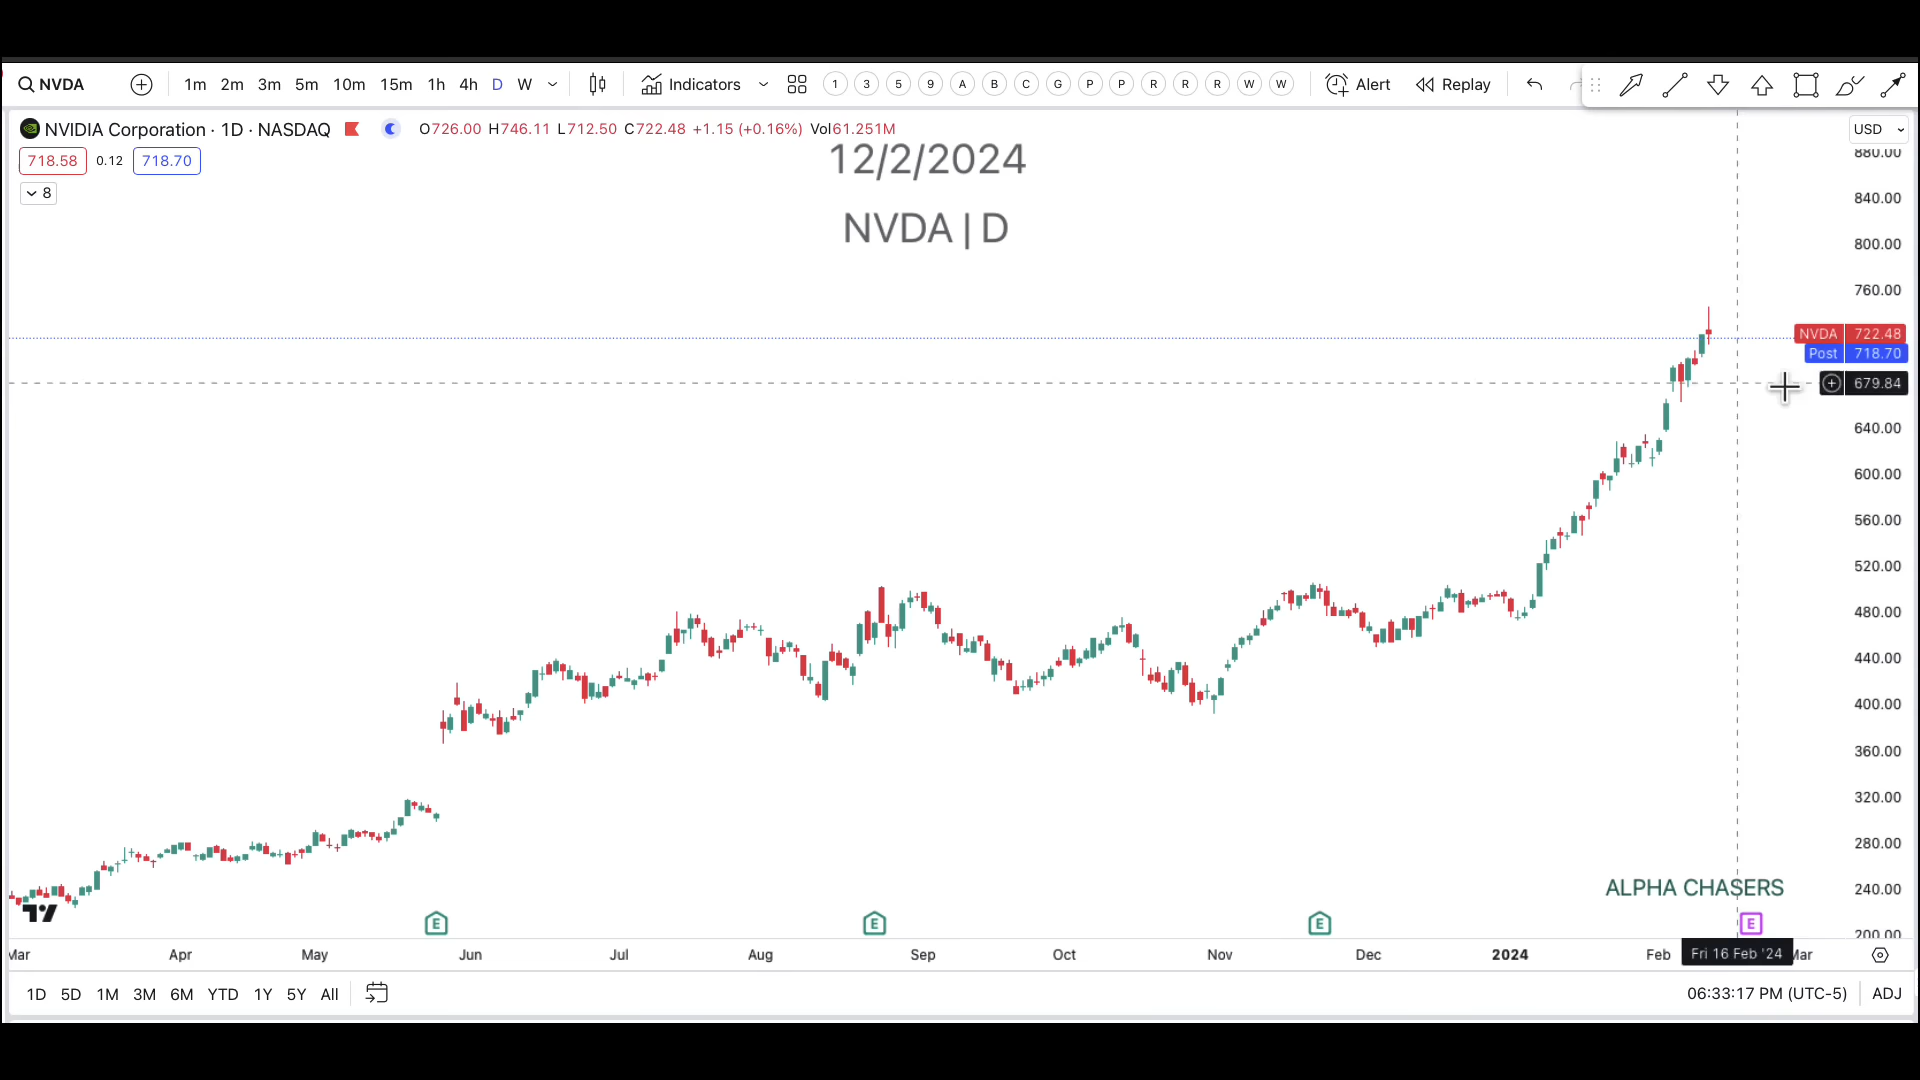 NVDA 1m 2m 3m 5m 10m 15m 1h 4h D W Indicators 1 3 5 9 A B C G P P R R R W W Alert Replay
NVIDIA Corporation · 1D · NASDAQ O726.00 H746.11 L712.50 C722.48 +1.15 (+0.16%) Vol61.251M
USD
718.58 0.12 718.70
8
12/2/2024
NVDA | D
880.00
840.00
800.00
760.00
NVDA 722.48
Post 718.70
679.84
640.00
600.00
560.00
520.00
480.00
440.00
400.00
360.00
320.00
280.00
240.00
200.00
ALPHA CHASERS
E E E E
Mar Apr May Jun Jul Aug Sep Oct Nov Dec 2024 Feb Fri 16 Feb '24 Mar
1D 5D 1M 3M 6M YTD 1Y 5Y All 06:33:17 PM (UTC-5) ADJ